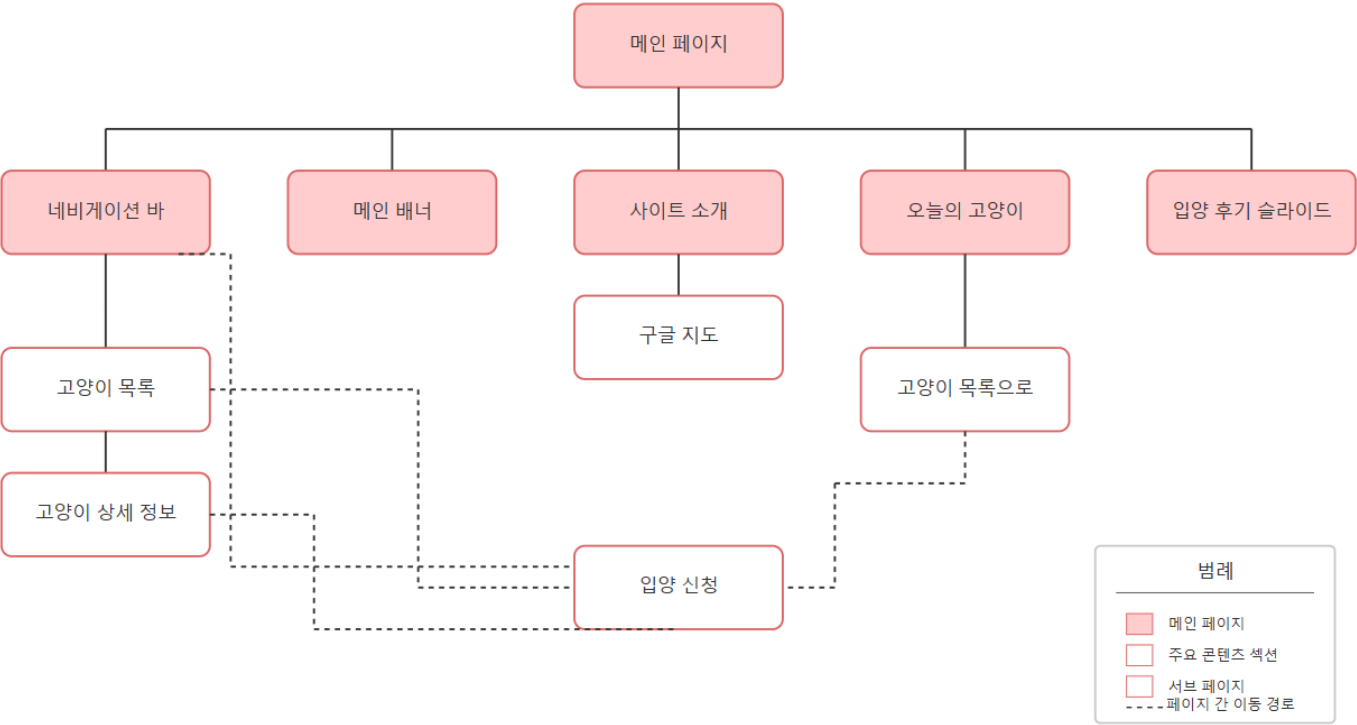 메인 페이지
네비게이션 바
메인 배너
사이트 소개
오늘의 고양이
입양 후기 슬라이드
구글 지도
고양이 목록
고양이 목록으로
고양이 상세 정보
입양 신청
범례
메인 페이지
주요 콘텐츠 섹션
서브 페이지
페이지 간 이동 경로